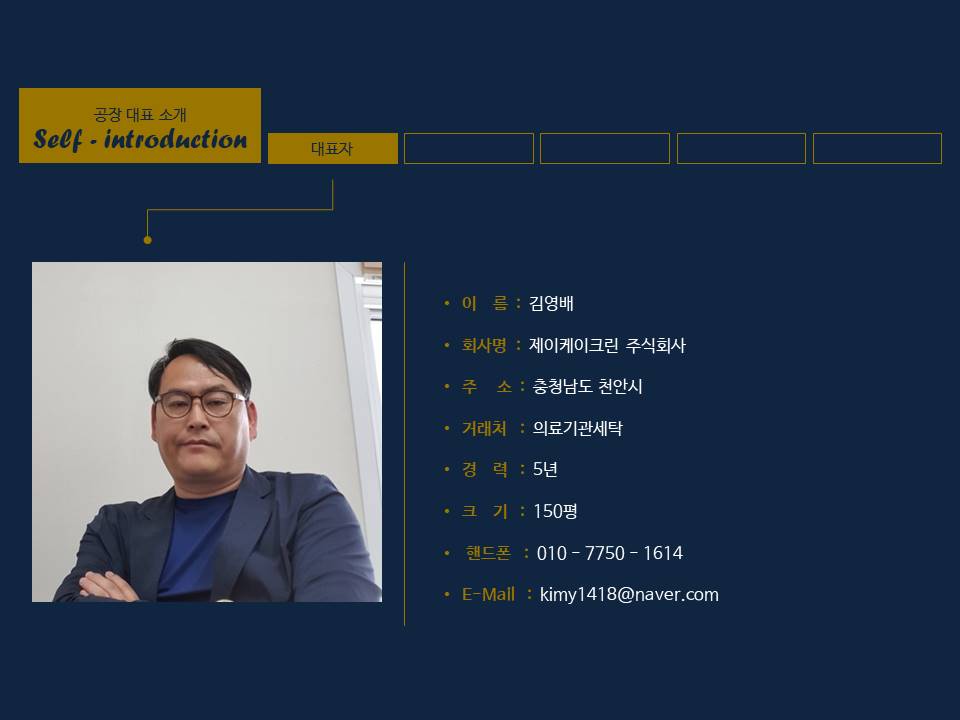 공장 대표 소개
Self - introduction
대표자
• 이 름 : 김영배
• 회사명 : 제이케이크린 주식회사
• 주 소 : 충청남도 천안시
• 거래처 : 의료기관세탁
• 경 력 : 5년
• 크 기 : 150평
• 핸드폰 : 010 - 7750 - 1614
• E-Mail : kimy1418@naver.com